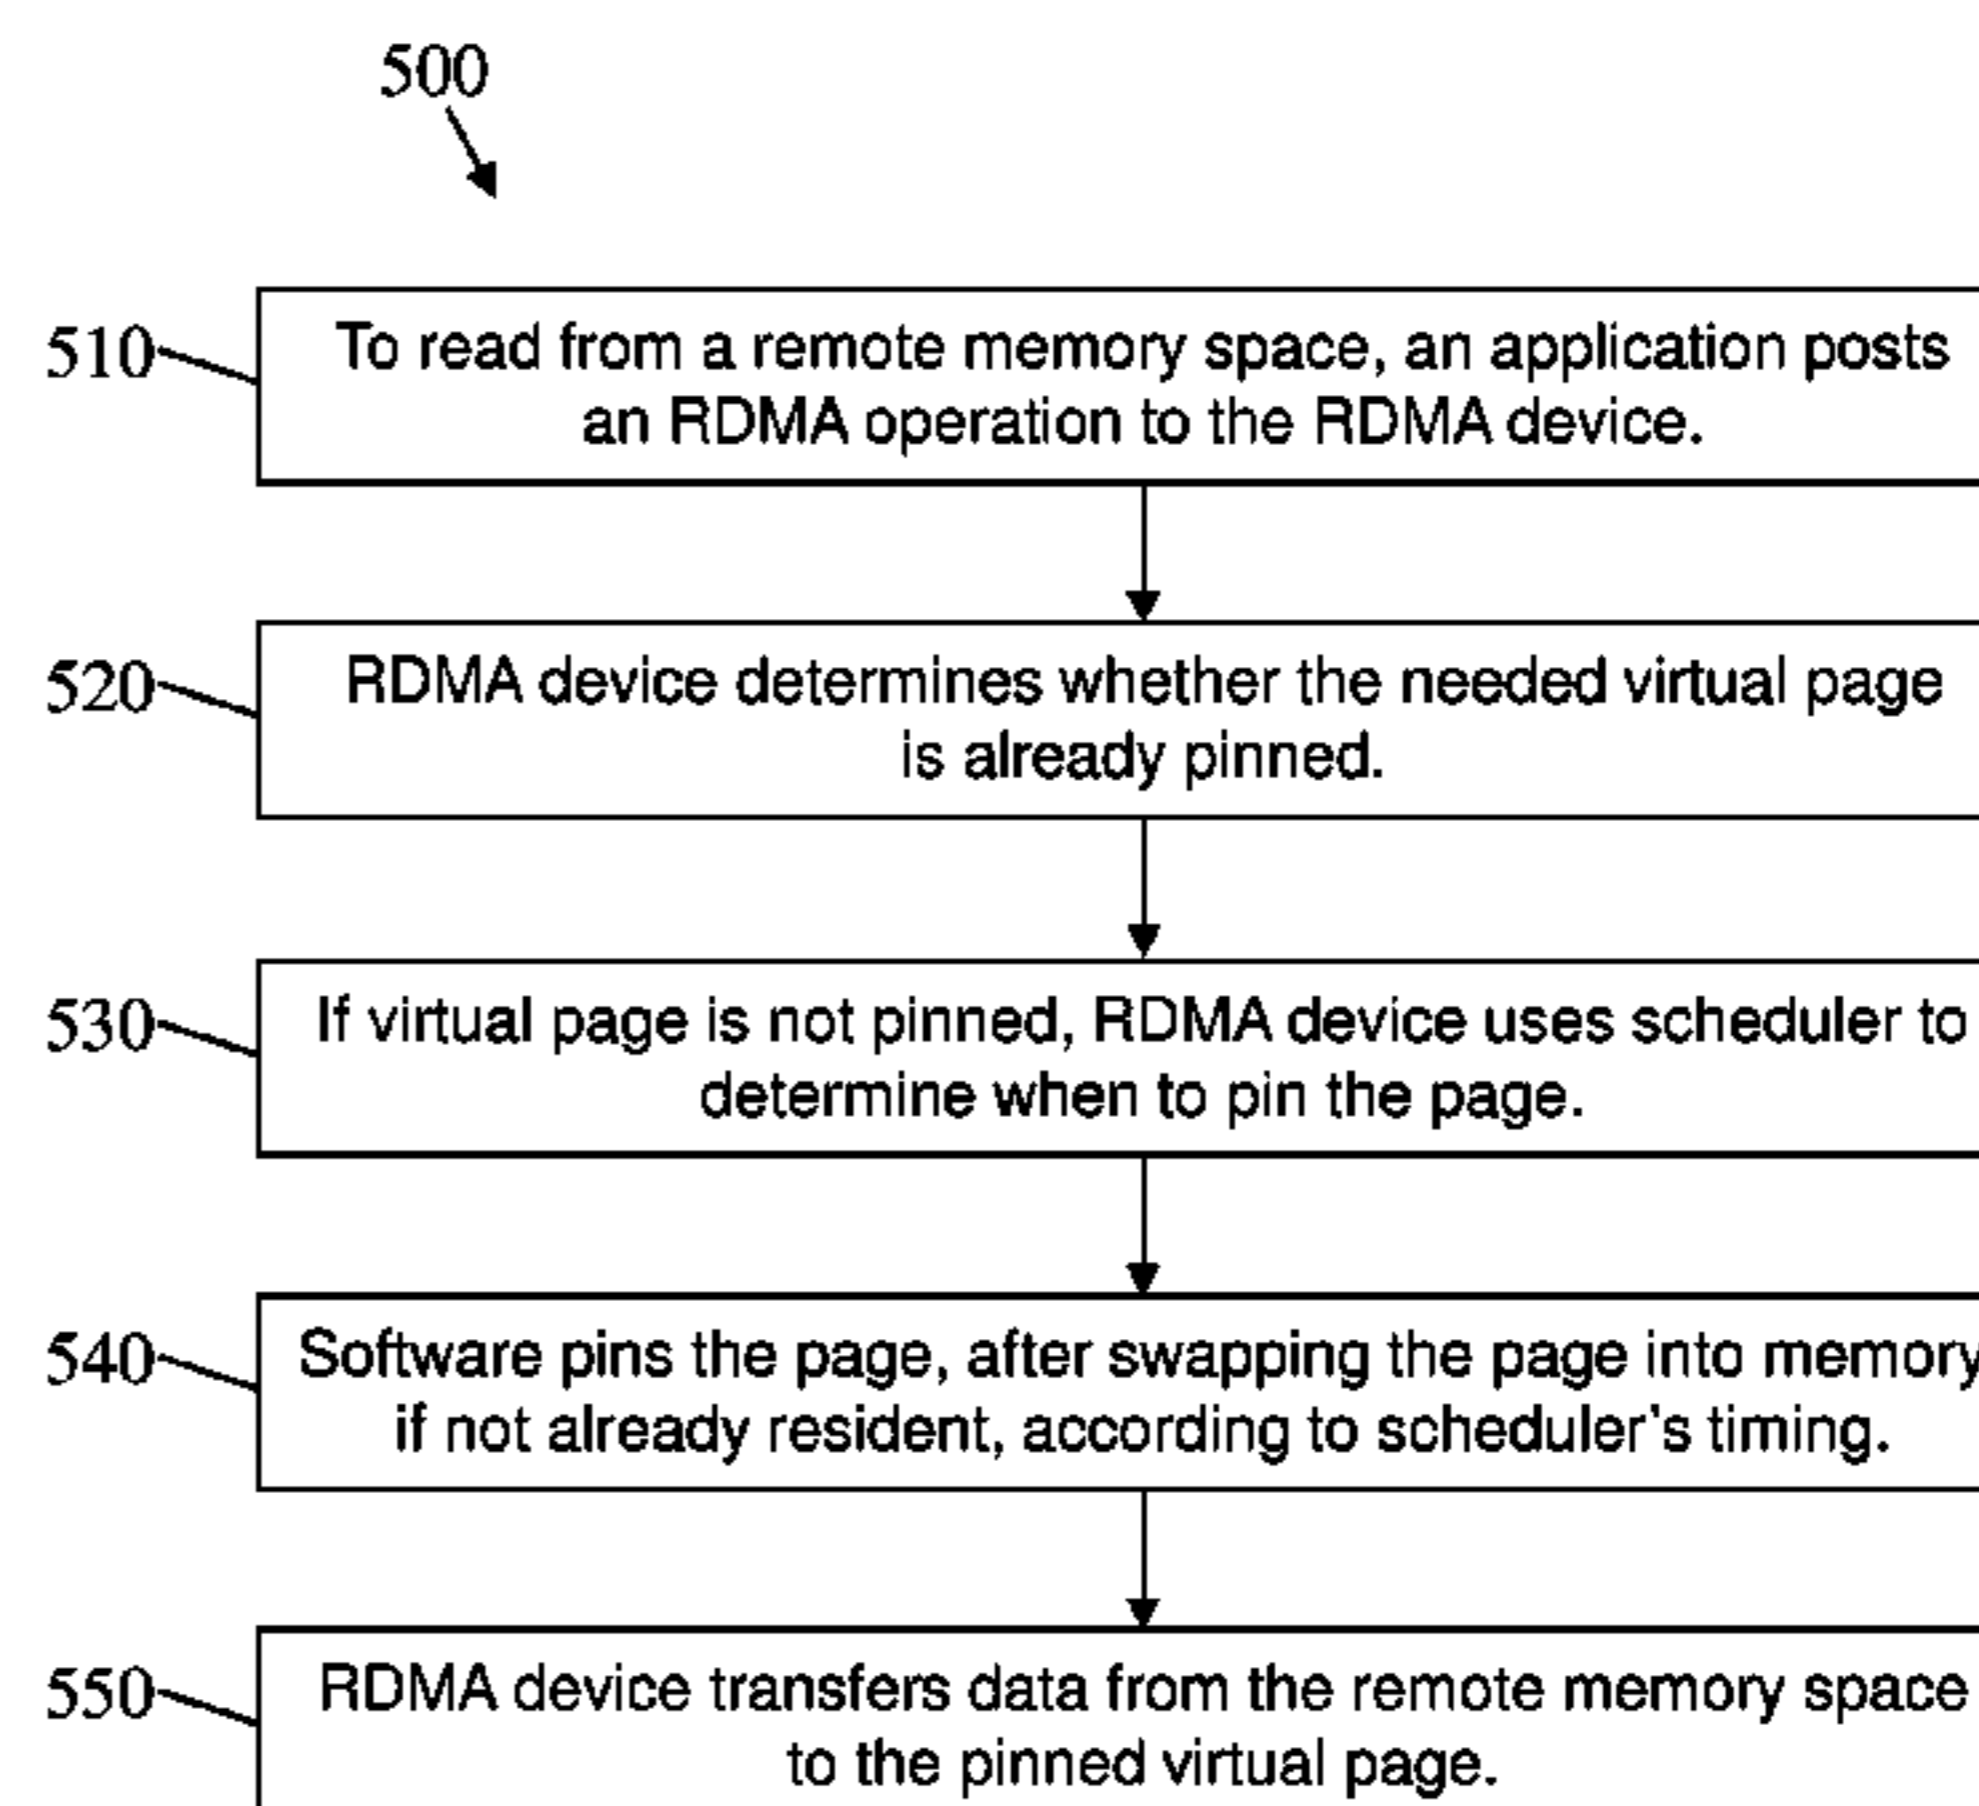 500
510
To read from a remote memory space, an application posts
an RDMA operation to the RDMA device.
520
RDMA device determines whether the needed virtual page
is already pinned.
530
If virtual page is not pinned, RDMA device uses scheduler to
determine when to pin the page.
540
Software pins the page, after swapping the page into memory
if not already resident, according to scheduler's timing.
550
RDMA device transfers data from the remote memory space
to the pinned virtual page.